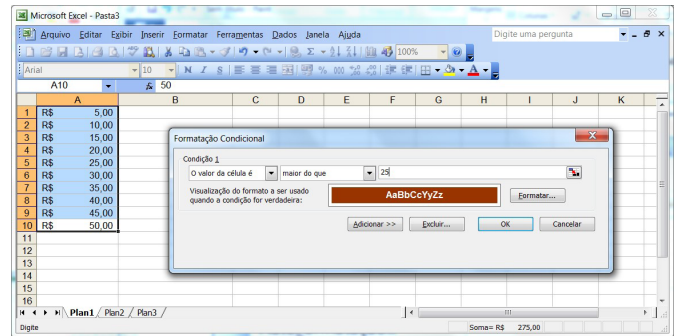 Microsoft Excel - Pasta3
Arquivo Editar Exibir Inserir Formatar Ferramentas Dados Janela Ajuda Digite uma pergunta
100%
Arial 10 N I S % 000
A10 fx 50
A B C D E F G H I J K
1 R$ 5,00
2 R$ 10,00
3 R$ 15,00
4 R$ 20,00
5 R$ 25,00
6 R$ 30,00
7 R$ 35,00
8 R$ 40,00
9 R$ 45,00
10 R$ 50,00
11
12
13
14
15
16
Formatação Condicional
Condição 1
O valor da célula é maior do que 25
Visualização do formato a ser usado
quando a condição for verdadeira:
AaBbCcYyZz
Formatar...
Adicionar >> Excluir... OK Cancelar
Plan1 / Plan2 / Plan3 /
Digite Soma= R$ 275,00